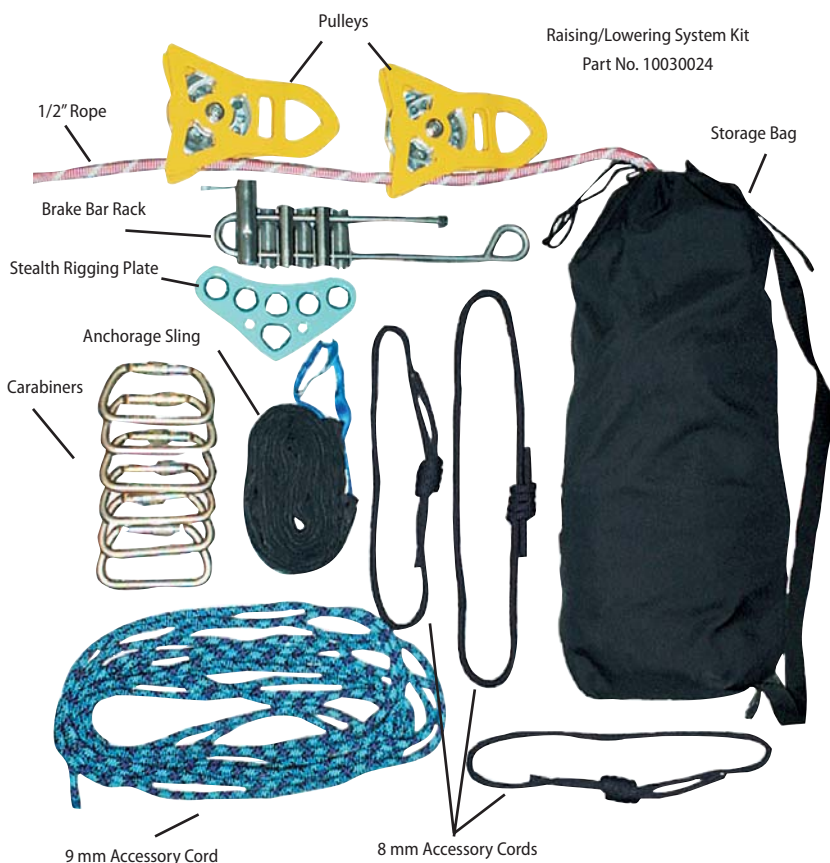 Pulleys
Raising/Lowering System Kit
Part No. 10030024
1/2” Rope
Storage Bag
Brake Bar Rack
Stealth Rigging Plate
Anchorage Sling
Carabiners
9 mm Accessory Cord
8 mm Accessory Cords